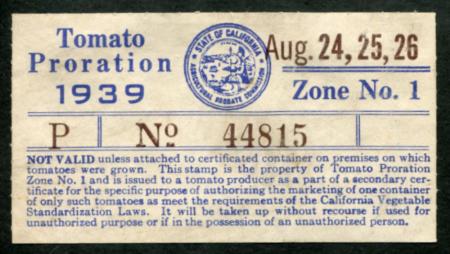 Tomato
Proration
1939
STATE OF CALIFORNIA
AGRICULTURAL PRORATE COMMISSION
Aug. 24, 25, 26
Zone No. 1
P
No 44815
NOT VALID unless attached to certificated container on premises on which
tomatoes were grown. This stamp is the property of Tomato Proration
Zone No. 1 and is issued to a tomato producer as a part of a secondary cer-
tificate for the specific purpose of authorizing the marketing of one container
of only such tomatoes as meet the requirements of the California Vegetable
Standardization Laws. It will be taken up without recourse if used for
unauthorized purpose or if in the possession of an unauthorized person.